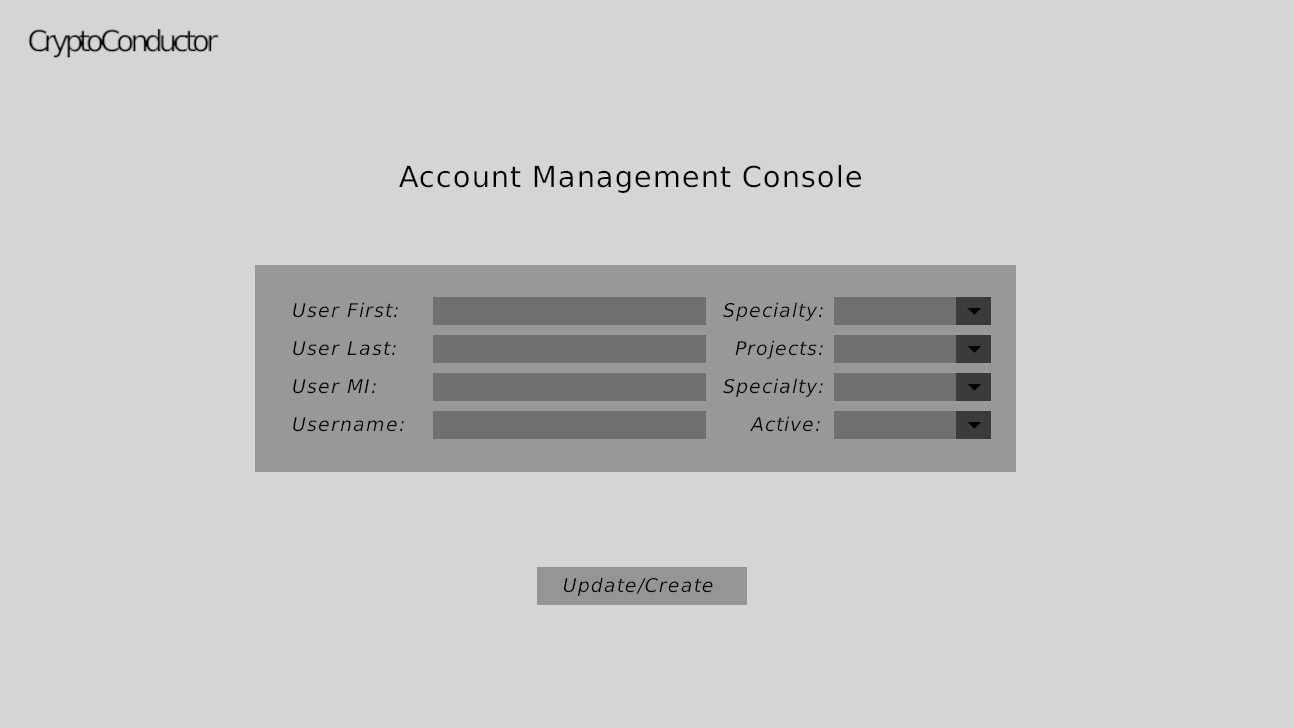 CryptoConductor
Account Management Console
User First: Specialty:
User Last: Projects:
User MI: Specialty:
Username: Active:
Update/Create